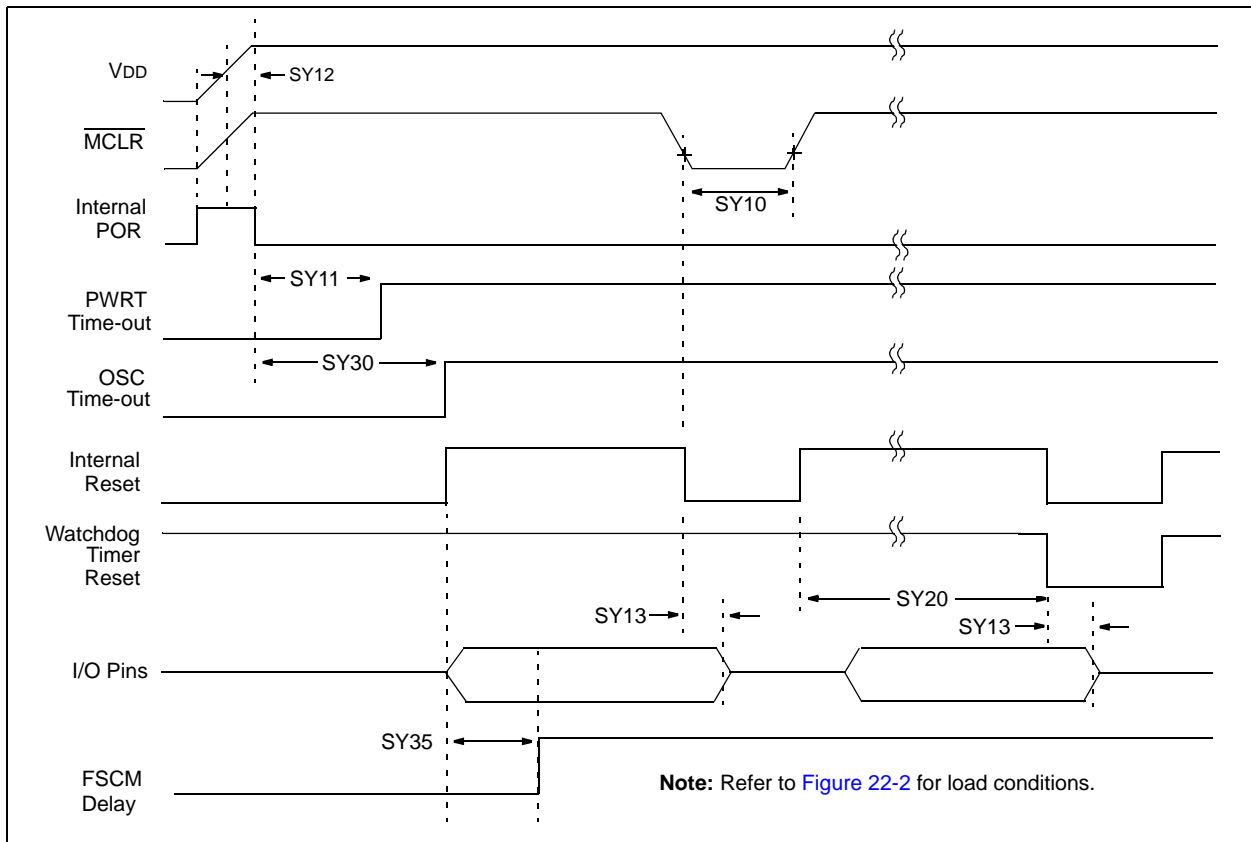 VDD
SY12
MCLR
SY10
Internal
POR
SY11
PWRT
Time-out
SY30
OSC
Time-out
Internal
Reset
Watchdog
Timer
Reset
SY20
SY13
SY13
I/O Pins
SY35
FSCM
Delay
Note: Refer to Figure 22-2 for load conditions.